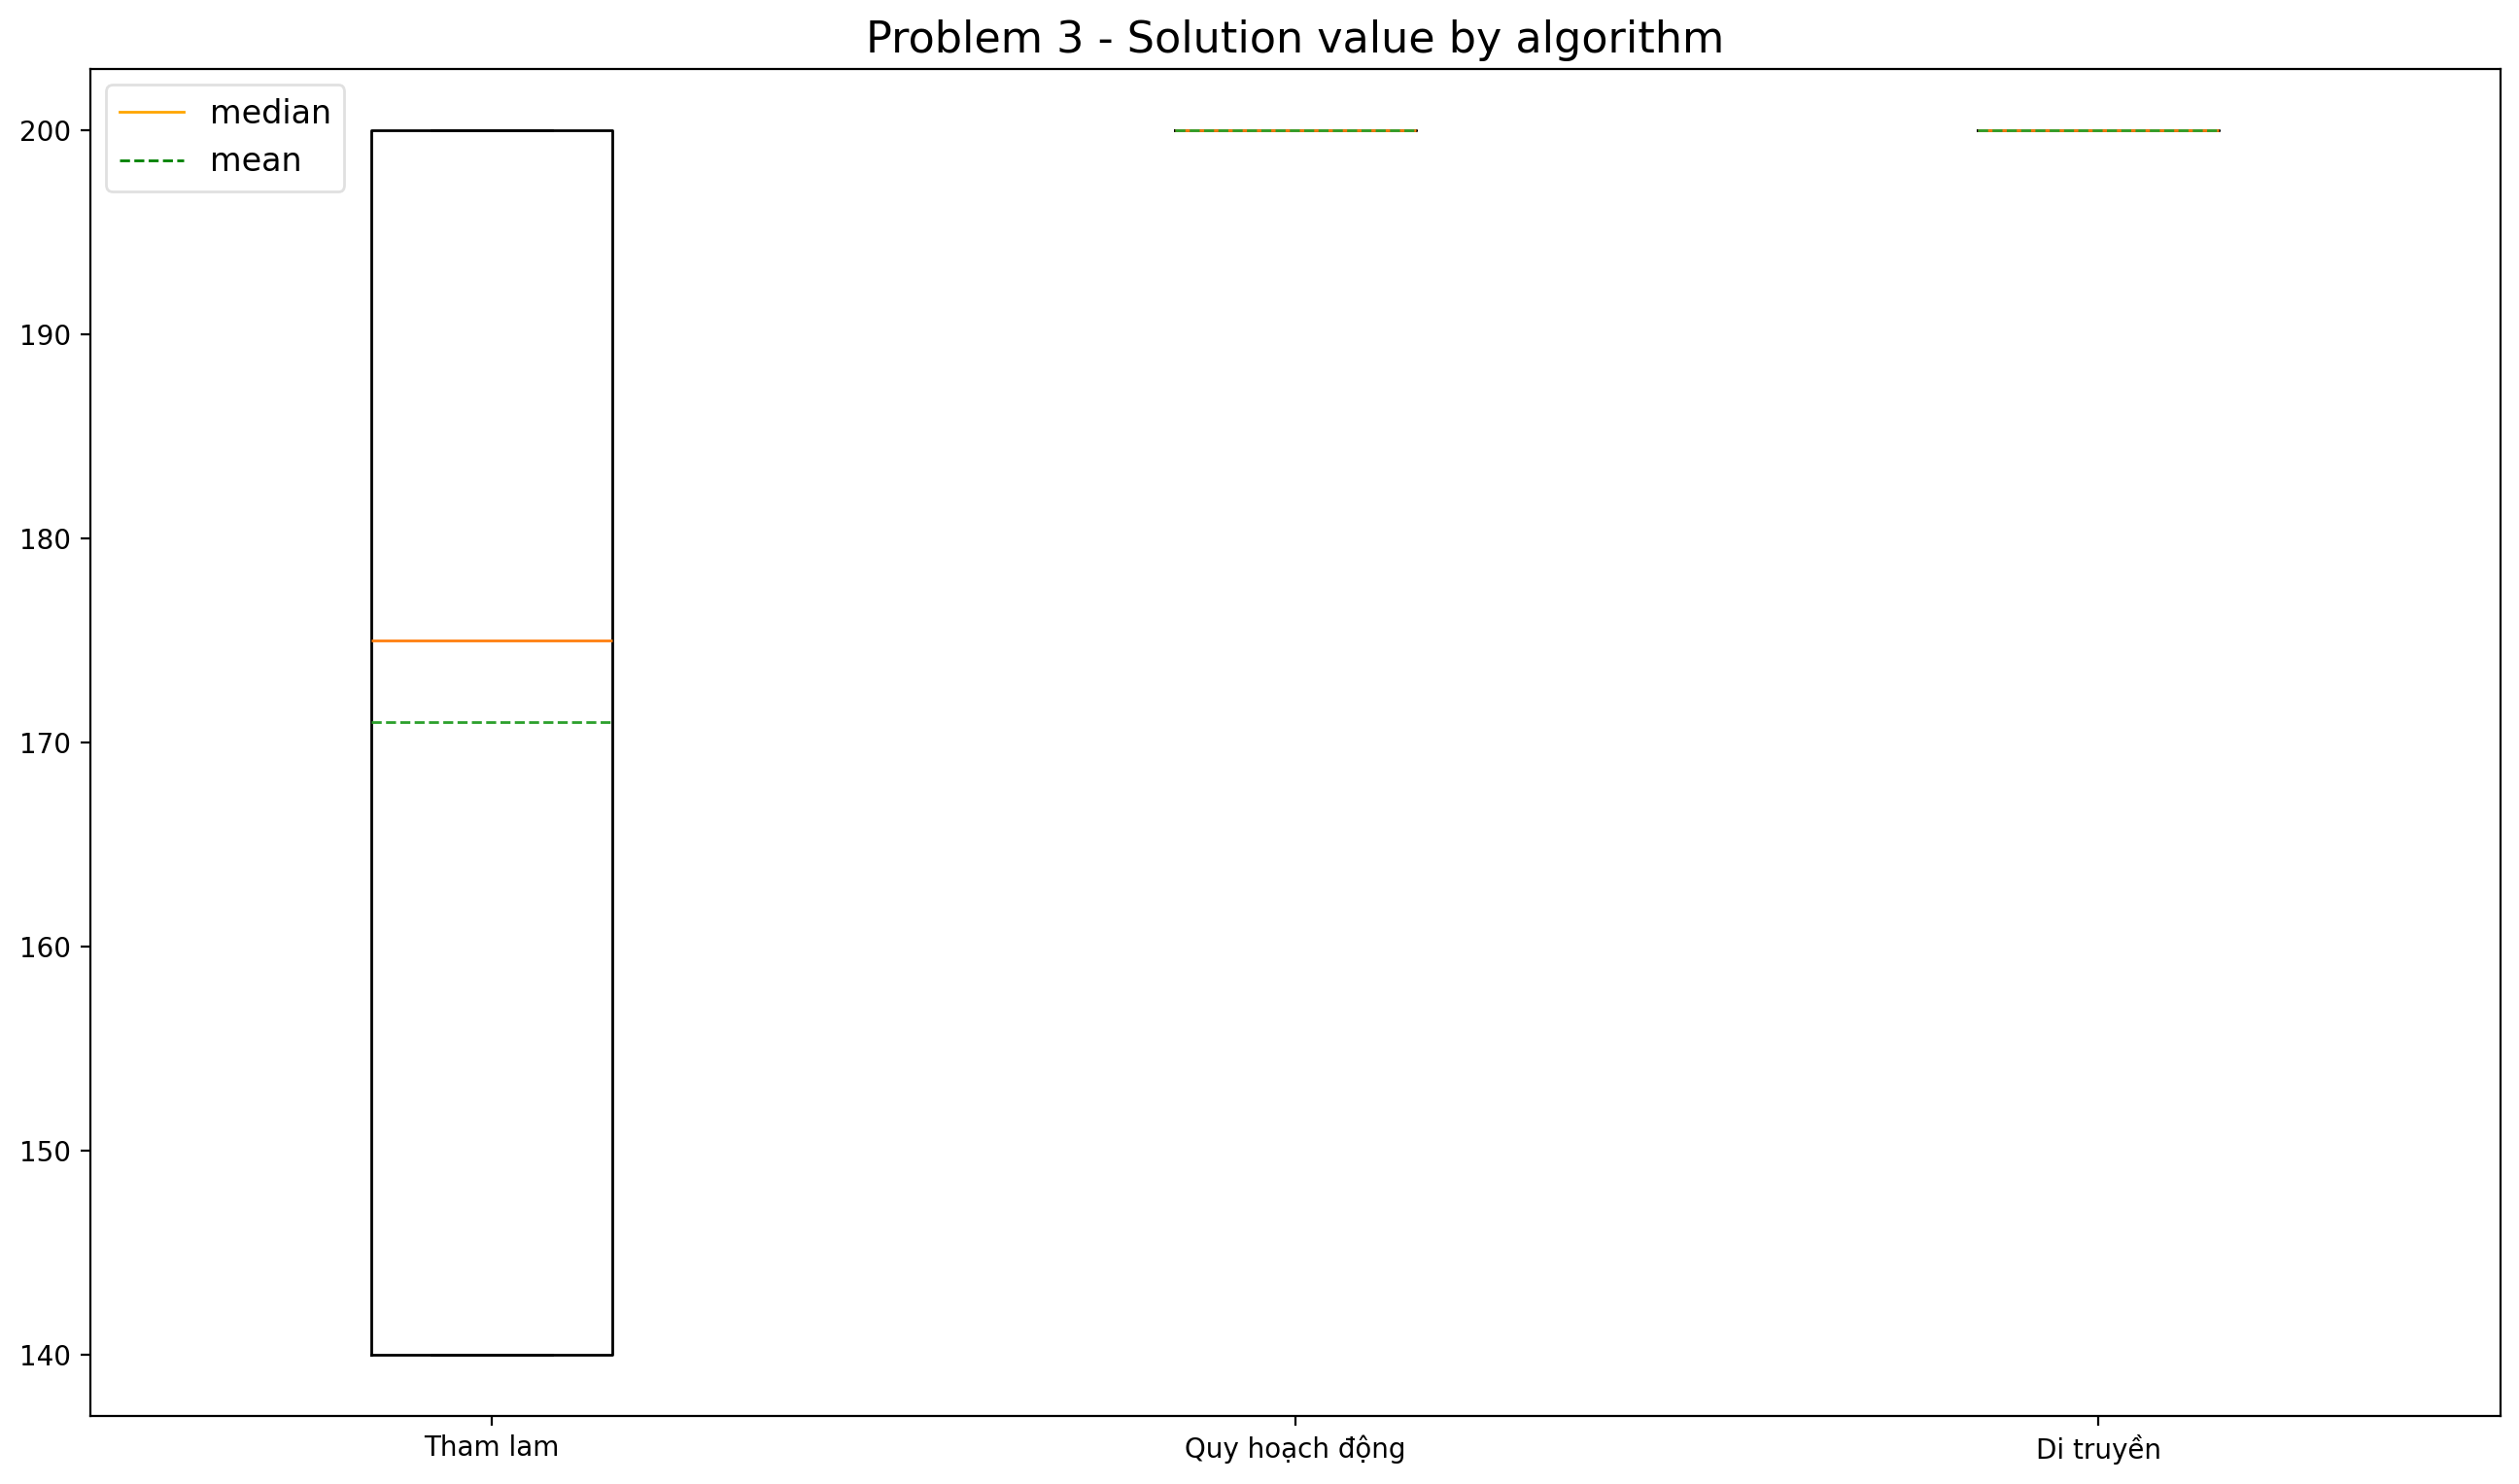 Problem 3 - Solution value by algorithm
median
mean
200
190
180
170
160
150
140
Tham lam
Quy hoạch động
Di truyền